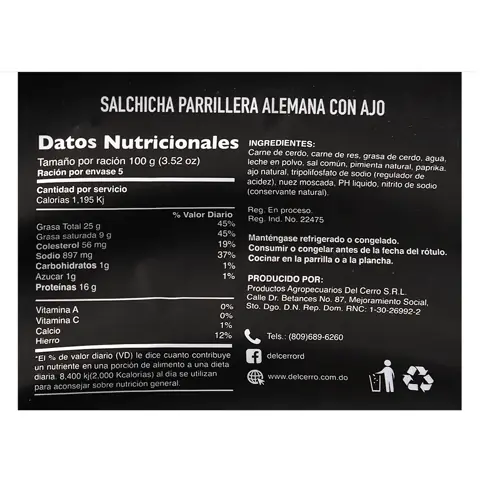 SALCHICHA PARRILLERA ALEMANA CON AJO
Datos Nutricionales
Tamaño por ración 100 g (3.52 oz)
Ración por envase 5
Cantidad por servicio
Calorias 1,195 Kj
% Valor Diario
Grasa Total 25 g 45%
Grasa saturada 9 g 45%
Colesterol 56 mg 19%
Sodio 897 mg 37%
Carbohidratos 1g 1%
Azucar 1g 1%
Proteínas 16 g
Vitamina A 0%
Vitamina C 0%
Calcio 1%
Hierro 12%
*El % de valor diario (VD) le dice cuanto contribuye
un nutriente en una porción de alimento a una dieta
diaria. 8,400 kj(2,000 Kcalorias) al día se utilizan
para aconsejar sobre nutrición general.
INGREDIENTES:
Carne de cerdo, carne de res, grasa de cerdo, agua,
leche en polvo, sal común, pimienta natural, paprika,
ajo natural, tripolifosfato de sodio (regulador de
acidez), nuez moscada, PH liquido, nitrito de sodio
(conservante natural).
Reg. En proceso.
Reg. Ind. No. 22475
Manténgase refrigerado o congelado.
Consumir o congelar antes de la fecha del rótulo.
Cocinar en la parrilla o a la plancha.
PRODUCIDO POR:
Productos Agropecuarios Del Cerro S.R.L.
Calle Dr. Betances No. 87, Mejoramiento Social,
Sto. Dgo. D.N. Rep. Dom. RNC: 1-30-26992-2
Tels.: (809)689-6260
delcerrord
www.delcerro.com.do